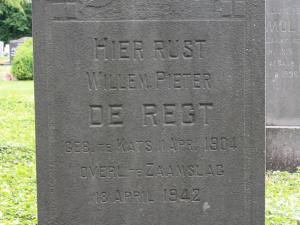 HIER RUST
WILLEM PIETER
DE REGT
GEB. te KATS 11 APR. 1904
OVERL. te ZAAMSLAG
18 APRIL 1942